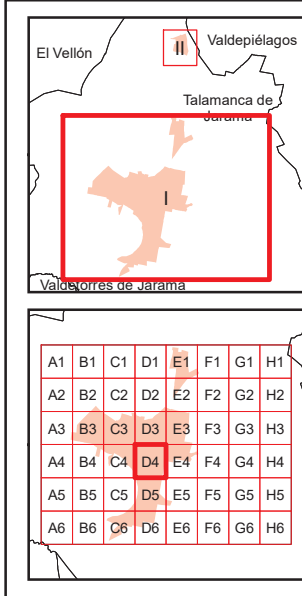 El Vellón
II
Valdepiélagos
Talamanca de
Jarama
I
Valdetorres de Jarama
A1 B1 C1 D1 E1 F1 G1 H1
A2 B2 C2 D2 E2 F2 G2 H2
A3 B3 C3 D3 E3 F3 G3 H3
A4 B4 C4 D4 E4 F4 G4 H4
A5 B5 C5 D5 E5 F5 G5 H5
A6 B6 C6 D6 E6 F6 G6 H6